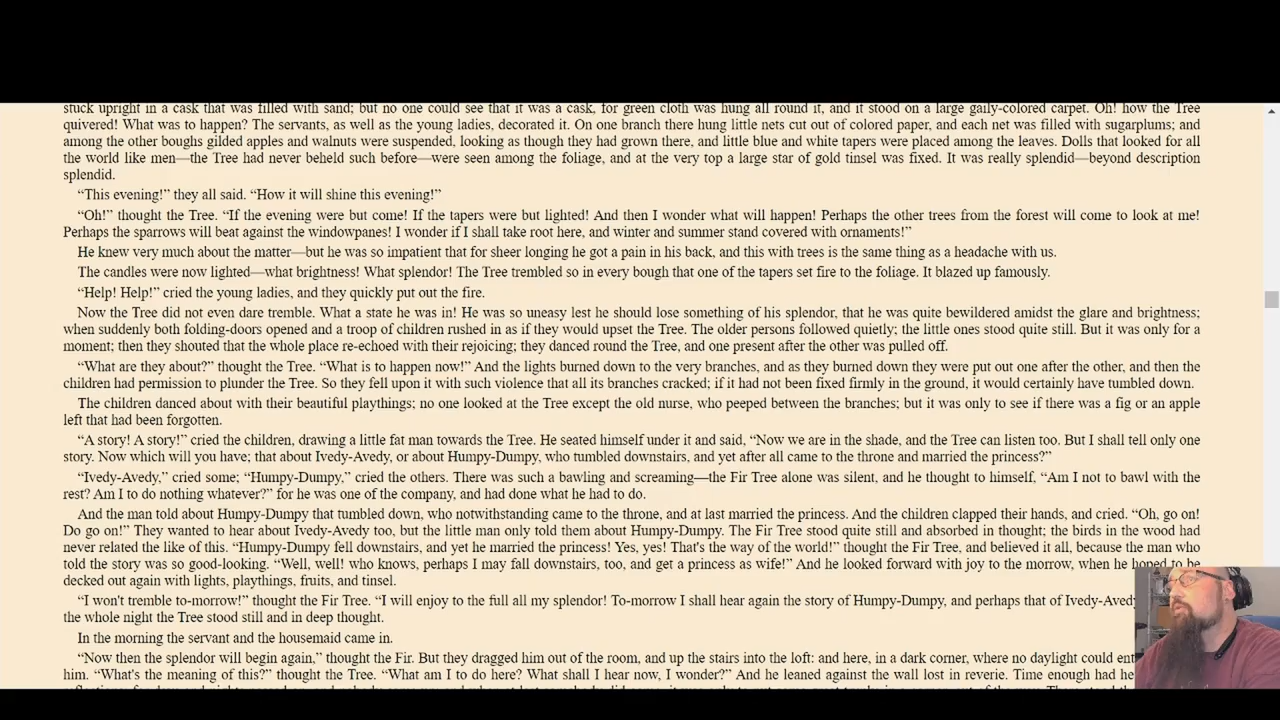 stuck upright in a cask that was filled with sand; but no one could see that it was a cask, for green cloth was hung all round it, and it stood on a large gaily-colored carpet. Oh! how the Tree
quivered! What was to happen? The servants, as well as the young ladies, decorated it. On one branch there hung little nets cut out of colored paper, and each net was filled with sugarplums; and
among the other boughs gilded apples and walnuts were suspended, looking as though they had grown there, and little blue and white tapers were placed among the leaves. Dolls that looked for all
the world like men—the Tree had never beheld such before—were seen among the foliage, and at the very top a large star of gold tinsel was fixed. It was really splendid—beyond description
splendid.
“This evening!” they all said. “How it will shine this evening!”
“Oh!” thought the Tree. “If the evening were but come! If the tapers were but lighted! And then I wonder what will happen! Perhaps the other trees from the forest will come to look at me!
Perhaps the sparrows will beat against the windowpanes! I wonder if I shall take root here, and winter and summer stand covered with ornaments!”
He knew very much about the matter—but he was so impatient that for sheer longing he got a pain in his back, and this with trees is the same thing as a headache with us.
The candles were now lighted—what brightness! What splendor! The Tree trembled so in every bough that one of the tapers set fire to the foliage. It blazed up famously.
“Help! Help!” cried the young ladies, and they quickly put out the fire.
Now the Tree did not even dare tremble. What a state he was in! He was so uneasy lest he should lose something of his splendor, that he was quite bewildered amidst the glare and brightness;
when suddenly both folding-doors opened and a troop of children rushed in as if they would upset the Tree. The older persons followed quietly; the little ones stood quite still. But it was only for a
moment; then they shouted that the whole place re-echoed with their rejoicing; they danced round the Tree, and one present after the other was pulled off.
“What are they about?” thought the Tree. “What is to happen now!” And the lights burned down to the very branches, and as they burned down they were put out one after the other, and then the
children had permission to plunder the Tree. So they fell upon it with such violence that all its branches cracked; if it had not been fixed firmly in the ground, it would certainly have tumbled down.
The children danced about with their beautiful playthings; no one looked at the Tree except the old nurse, who peeped between the branches; but it was only to see if there was a fig or an apple
left that had been forgotten.
“A story! A story!” cried the children, drawing a little fat man towards the Tree. He seated himself under it and said, “Now we are in the shade, and the Tree can listen too. But I shall tell only one
story. Now which will you have; that about Ivedy-Avedy, or about Humpy-Dumpy, who tumbled downstairs, and yet after all came to the throne and married the princess?”
“Ivedy-Avedy,” cried some; “Humpy-Dumpy,” cried the others. There was such a bawling and screaming—the Fir Tree alone was silent, and he thought to himself, “Am I not to bawl with the
rest? Am I to do nothing whatever?” for he was one of the company, and had done what he had to do.
And the man told about Humpy-Dumpy that tumbled down, who notwithstanding came to the throne, and at last married the princess. And the children clapped their hands, and cried. “Oh, go on!
Do go on!” They wanted to hear about Ivedy-Avedy too, but the little man only told them about Humpy-Dumpy. The Fir Tree stood quite still and absorbed in thought; the birds in the wood had
never related the like of this. “Humpy-Dumpy fell downstairs, and yet he married the princess! Yes, yes! That's the way of the world!” thought the Fir Tree, and believed it all, because the man who
told the story was so good-looking. “Well, well! who knows, perhaps I may fall downstairs, too, and get a princess as wife!” And he looked forward with joy to the morrow, when he hoped to be
decked out again with lights, playthings, fruits, and tinsel.
“I won't tremble to-morrow!” thought the Fir Tree. “I will enjoy to the full all my splendor! To-morrow I shall hear again the story of Humpy-Dumpy, and perhaps that of Ivedy-Avedy
the whole night the Tree stood still and in deep thought.
In the morning the servant and the housemaid came in.
“Now then the splendor will begin again,” thought the Fir. But they dragged him out of the room, and up the stairs into the loft: and here, in a dark corner, where no daylight could
him. “What's the meaning of this?” thought the Tree. “What am I to do here? What shall I hear now, I wonder?” And he leaned against the wall lost in reverie. Time enough had he